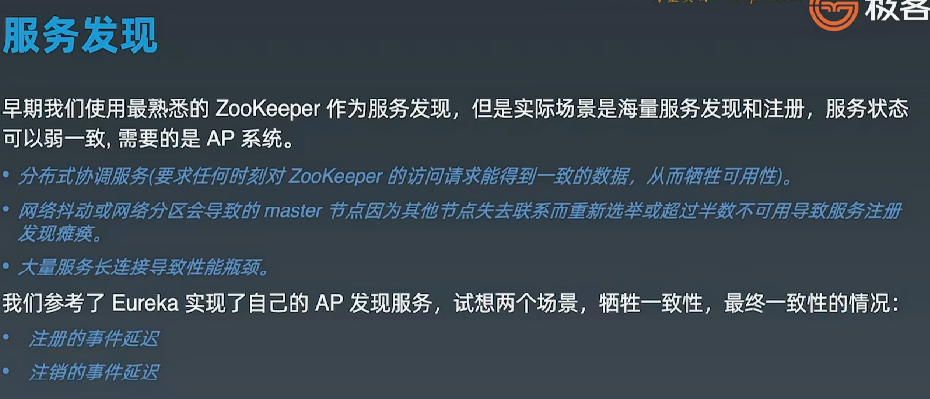 极客
服务发现
早期我们使用最熟悉的 ZooKeeper 作为服务发现，但是实际场景是海量服务发现和注册，服务状态
可以弱一致, 需要的是 AP 系统。
• 分布式协调服务(要求任何时刻对 ZooKeeper 的访问请求能得到一致的数据，从而牺牲可用性)。
• 网络抖动或网络分区会导致的 master 节点因为其他节点失去联系而重新选举或超过半数不可用导致服务注册
发现瘫痪。
• 大量服务长连接导致性能瓶颈。
我们参考了 Eureka 实现了自己的 AP 发现服务，试想两个场景，牺牲一致性，最终一致性的情况：
• 注册的事件延迟
• 注销的事件延迟